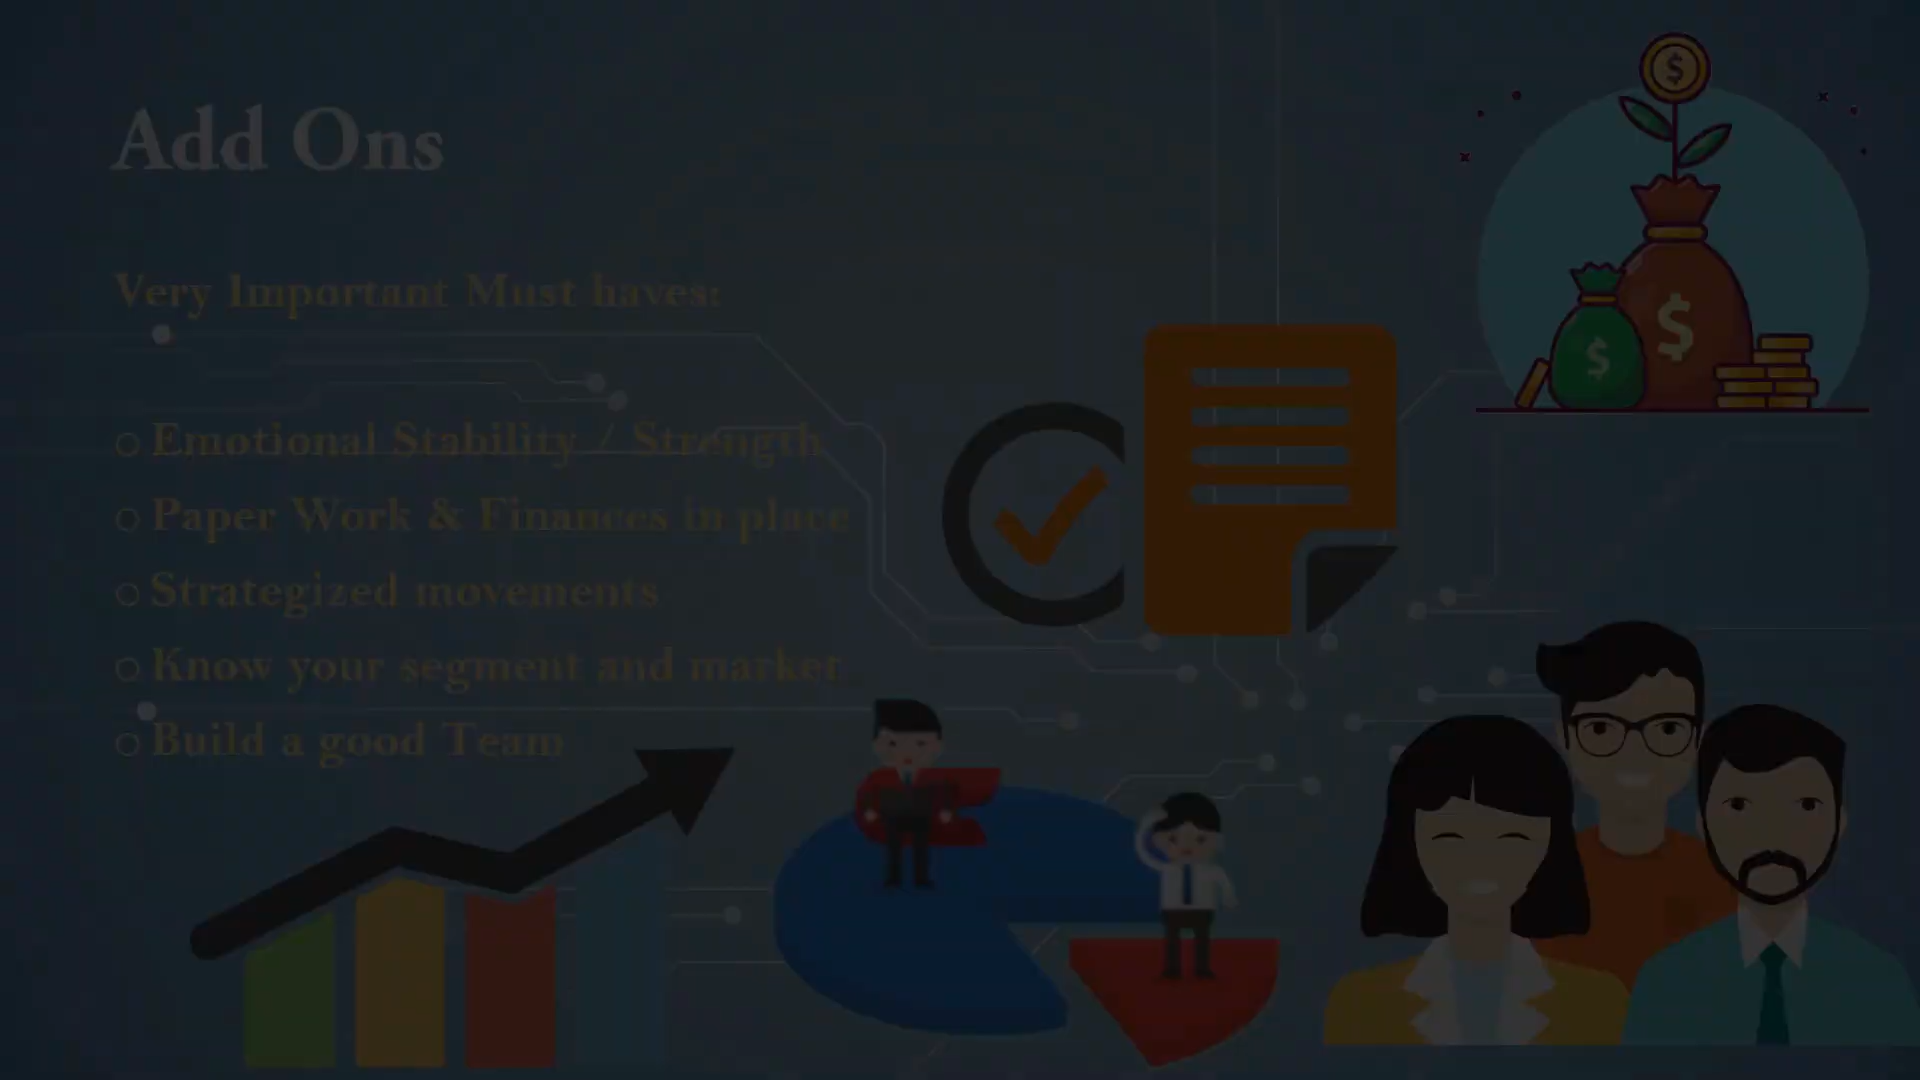 Add Ons
Very Important Must haves:
Emotional Stability / Strength
Paper Work & Finances in place
Strategized movements
Know your segment and market
Build a good Team
$
$
$